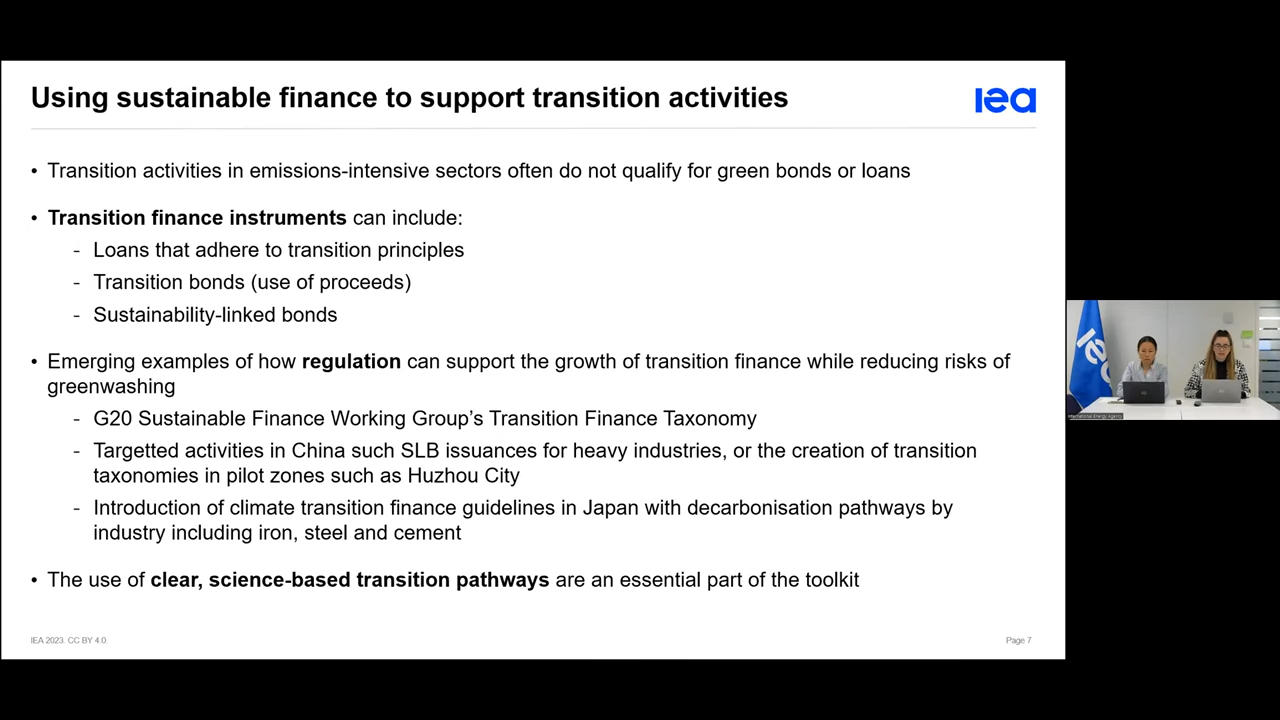 Using sustainable finance to support transition activities
iea
• Transition activities in emissions-intensive sectors often do not qualify for green bonds or loans
• Transition finance instruments can include:
- Loans that adhere to transition principles
- Transition bonds (use of proceeds)
- Sustainability-linked bonds
• Emerging examples of how regulation can support the growth of transition finance while reducing risks of
greenwashing
- G20 Sustainable Finance Working Group's Transition Finance Taxonomy
- Targetted activities in China such SLB issuances for heavy industries, or the creation of transition
taxonomies in pilot zones such as Huzhou City
- Introduction of climate transition finance guidelines in Japan with decarbonisation pathways by
industry including iron, steel and cement
• The use of clear, science-based transition pathways are an essential part of the toolkit
IEA 2023. CC BY 4.0.
Page 7
iea
International Energy Agency